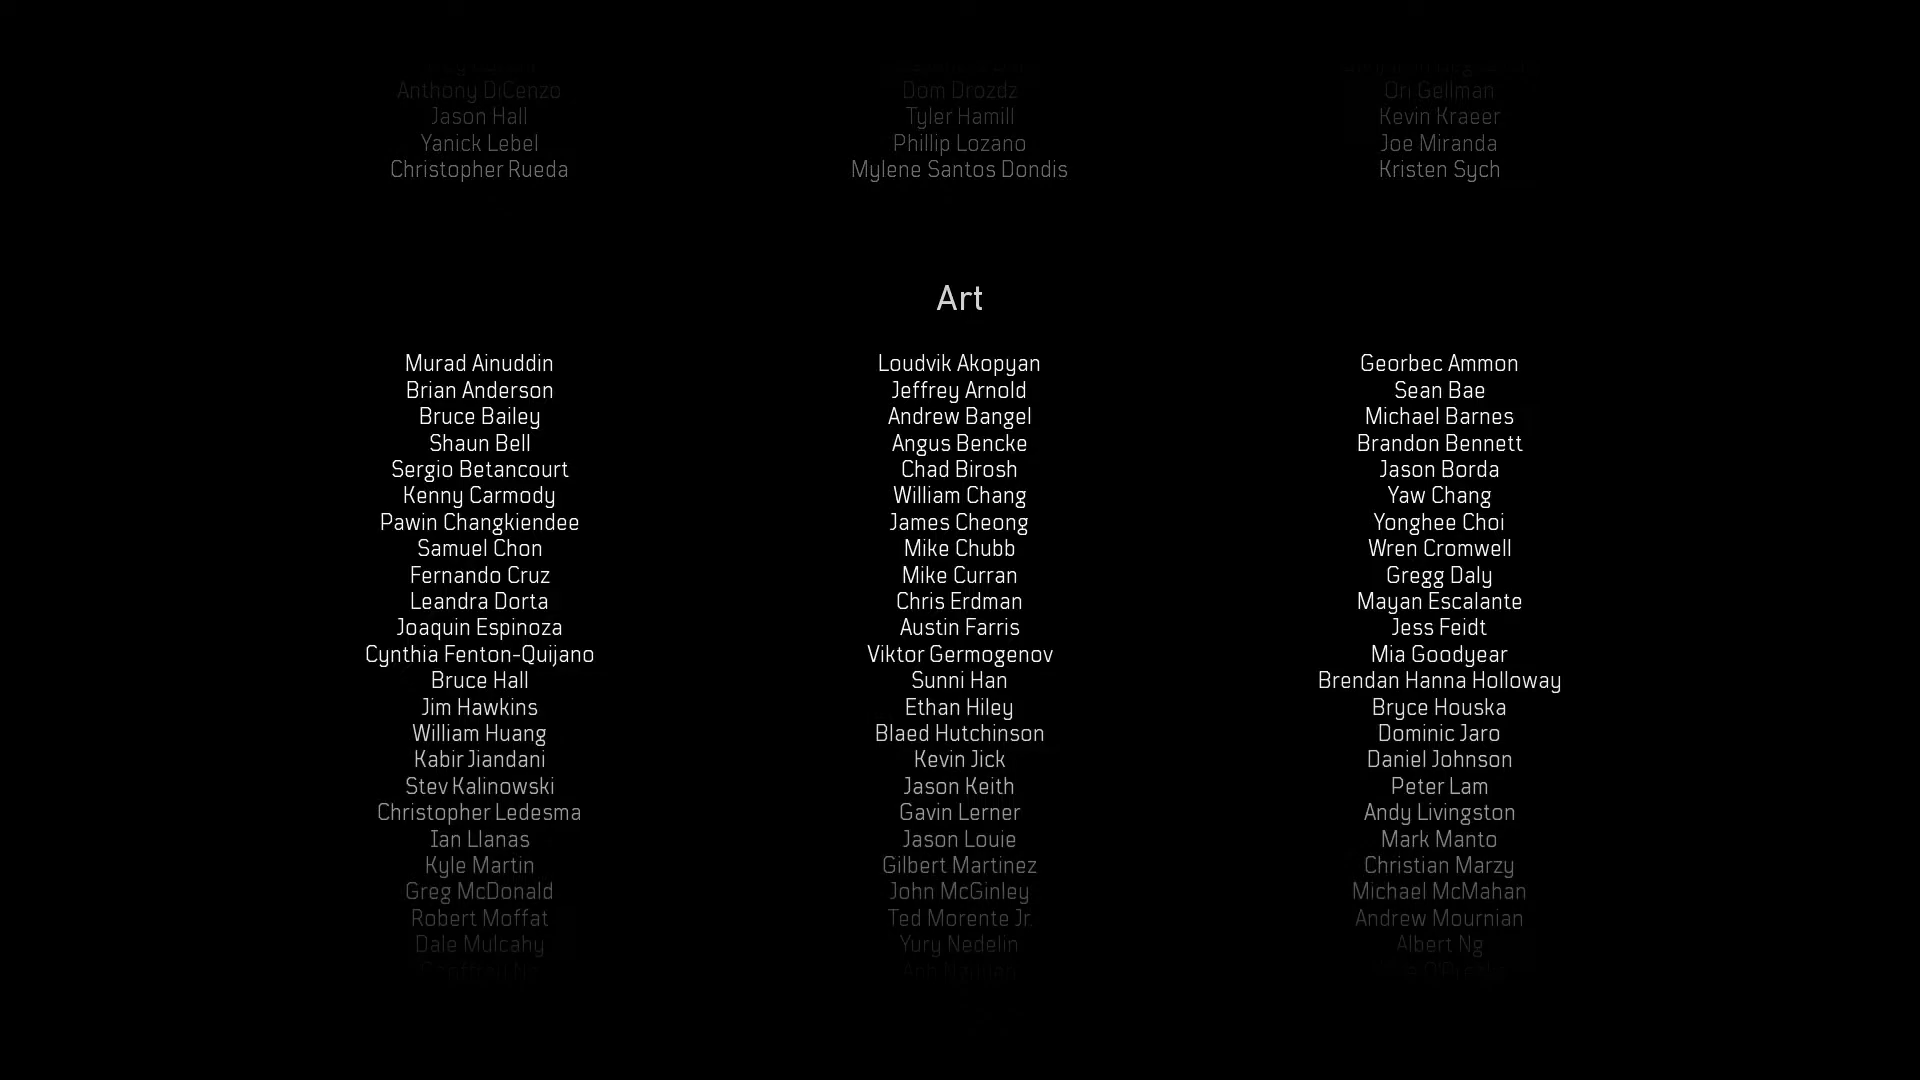 Anthony DiCenzo Dom Drozdz Ori Gellman
Jason Hall Tyler Hamill Kevin Kraeer
Yanick Lebel Phillip Lozano Joe Miranda
Christopher Rueda Mylene Santos Dondis Kristen Sych
Art
Murad Ainuddin Loudvik Akopyan Georbec Ammon
Brian Anderson Jeffrey Arnold Sean Bae
Bruce Bailey Andrew Bangel Michael Barnes
Shaun Bell Angus Bencke Brandon Bennett
Sergio Betancourt Chad Birosh Jason Borda
Kenny Carmody William Chang Yaw Chang
Pawin Changkiendee James Cheong Yonghee Choi
Samuel Chon Mike Chubb Wren Cromwell
Fernando Cruz Mike Curran Gregg Daly
Leandra Dorta Chris Erdman Mayan Escalante
Joaquin Espinoza Austin Farris Jess Feidt
Cynthia Fenton-Quijano Viktor Germogenov Mia Goodyear
Bruce Hall Sunni Han Brendan Hanna Holloway
Jim Hawkins Ethan Hiley Bryce Houska
William Huang Blaed Hutchinson Dominic Jaro
Kabir Jiandani Kevin Jick Daniel Johnson
Stev Kalinowski Jason Keith Peter Lam
Christopher Ledesma Gavin Lerner Andy Livingston
Ian Llanas Jason Louie Mark Manto
Kyle Martin Gilbert Martinez Christian Marzy
Greg McDonald John McGinley Michael McMahan
Robert Moffat Ted Morente Jr. Andrew Mournian
Dale Mulcahy Yury Nedelin Albert Ng